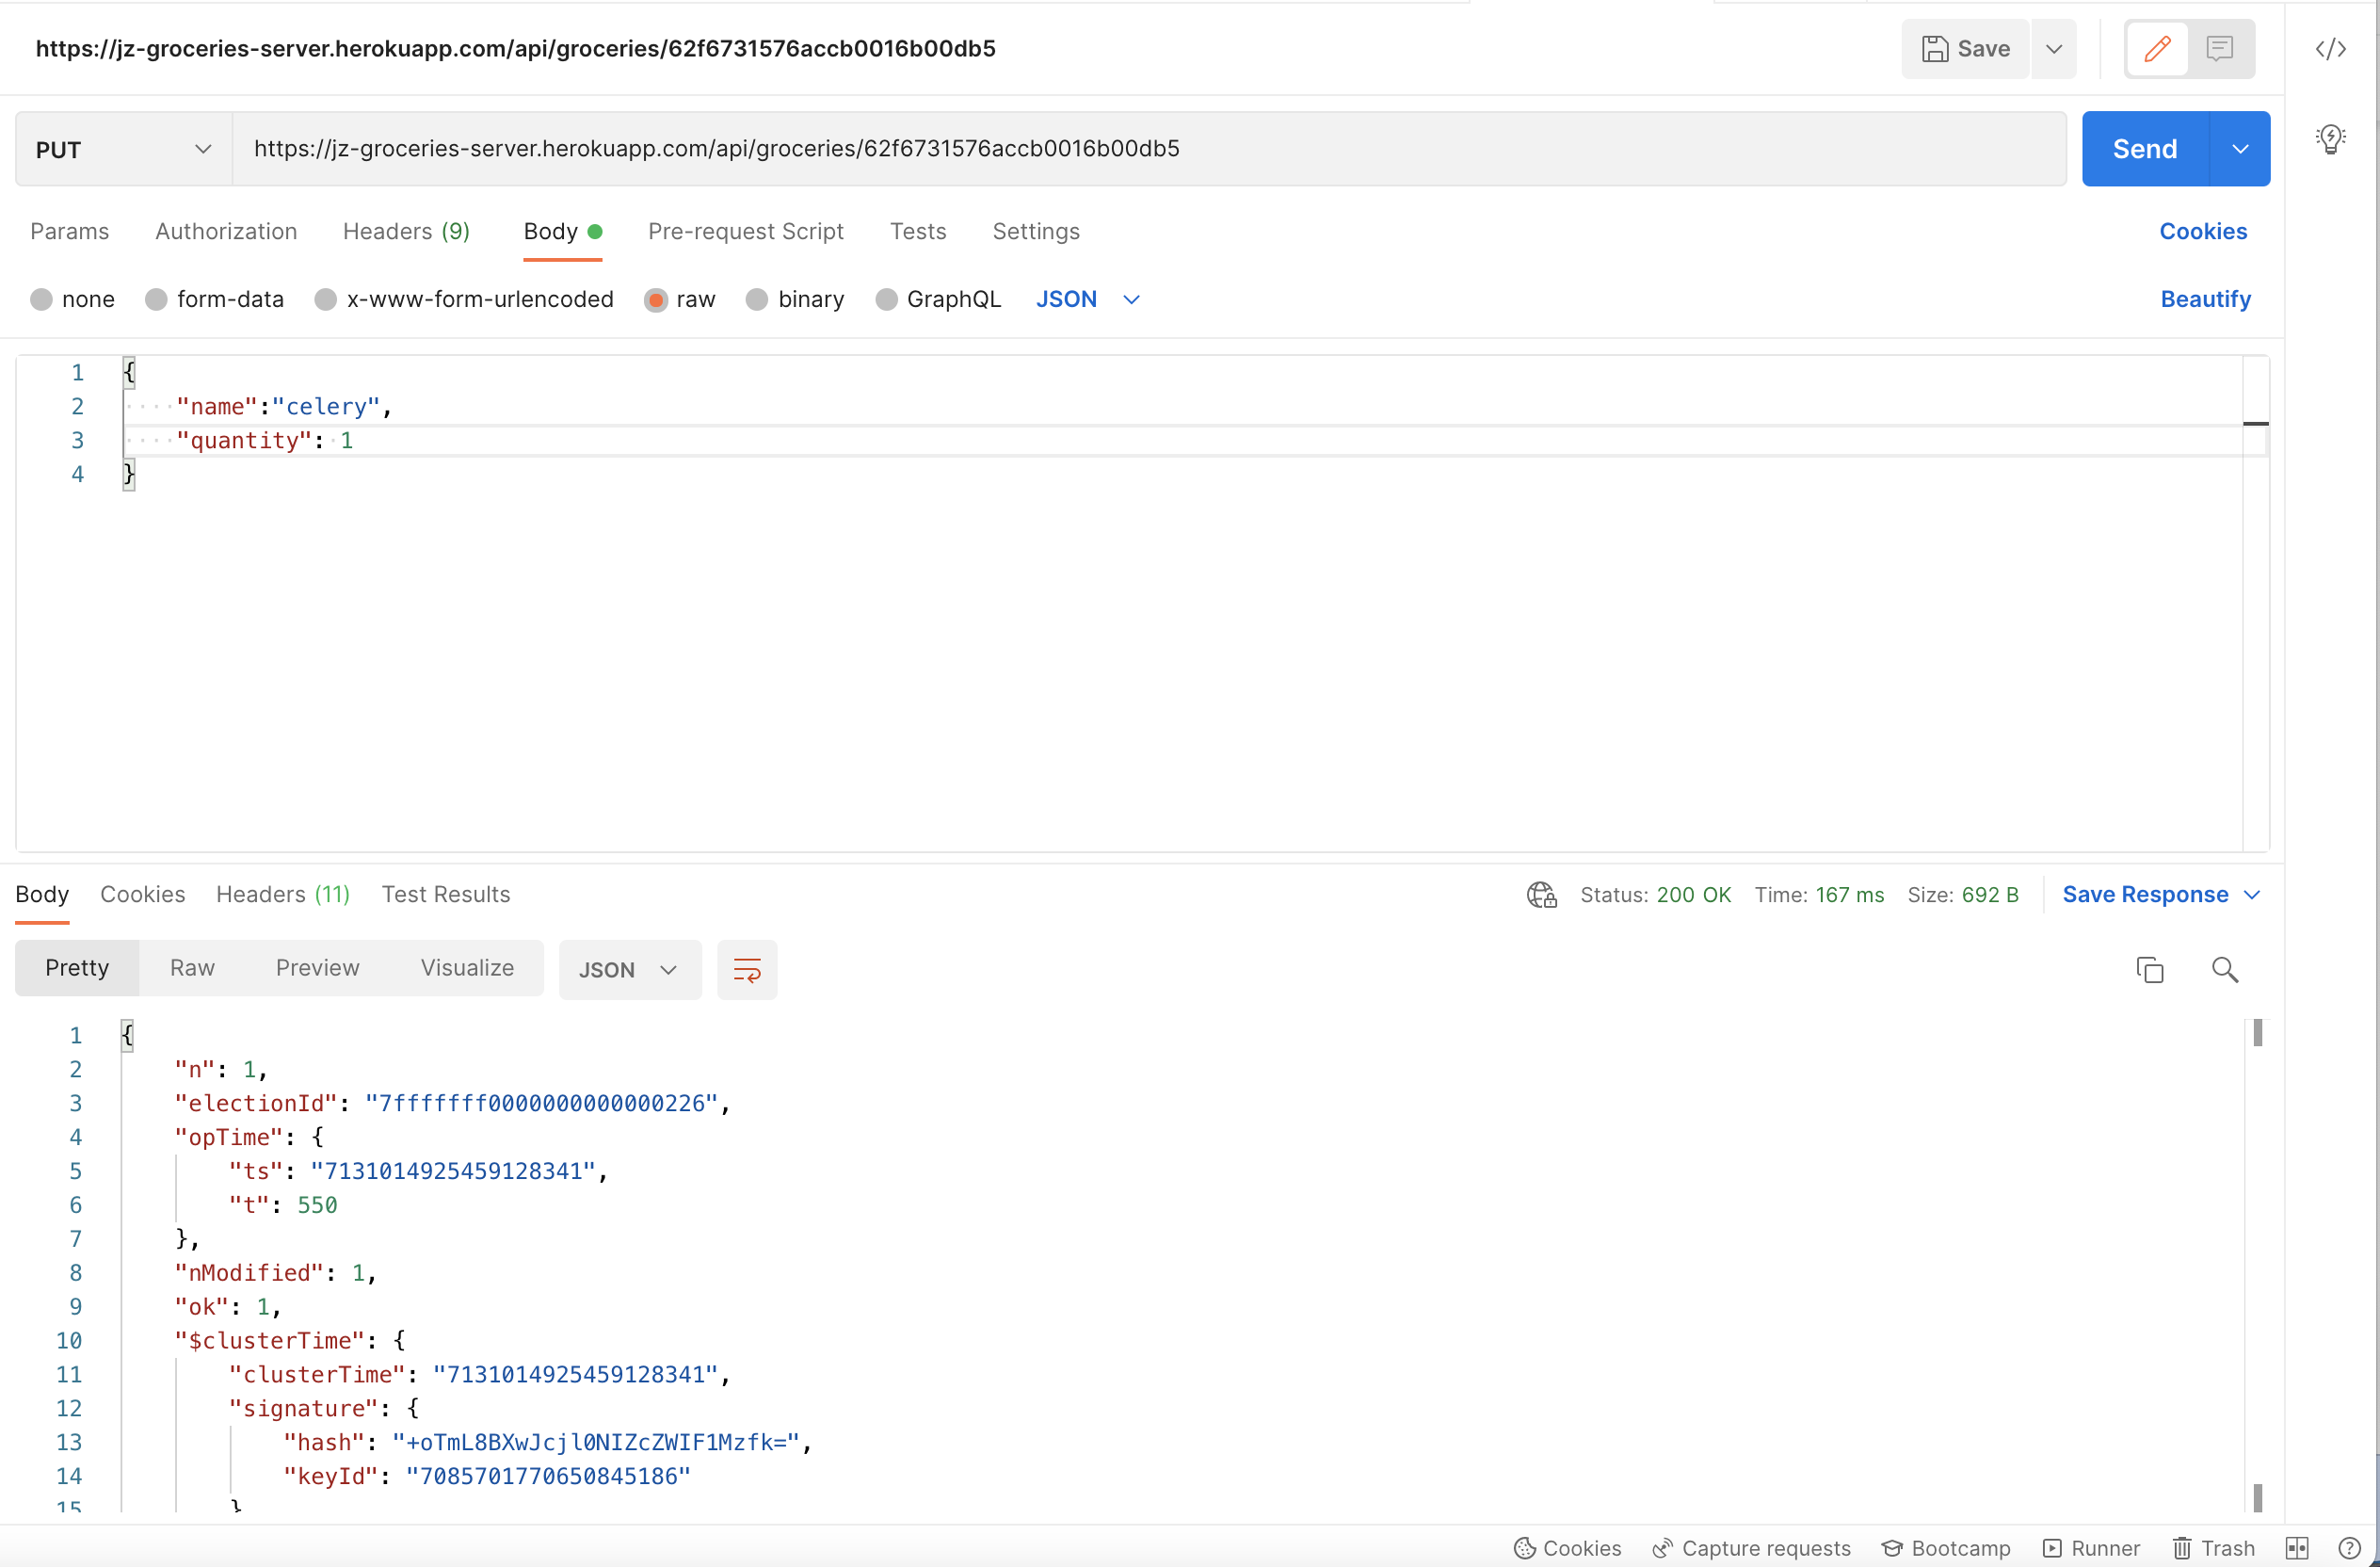 https://jz-groceries-server.herokuapp.com/api/groceries/62f6731576accb0016b00db5
Save
PUT
https://jz-groceries-server.herokuapp.com/api/groceries/62f6731576accb0016b00db5
Send
Params Authorization Headers (9) Body Pre-request Script Tests Settings Cookies
none form-data x-www-form-urlencoded raw binary GraphQL JSON Beautify
1 {
2 "name":"celery",
3 "quantity": 1
4 }
Body Cookies Headers (11) Test Results Status: 200 OK Time: 167 ms Size: 692 B Save Response
Pretty Raw Preview Visualize JSON
1 {
2 "n": 1,
3 "electionId": "7fffffff0000000000000226",
4 "opTime": {
5 "ts": "7131014925459128341",
6 "t": 550
7 },
8 "nModified": 1,
9 "ok": 1,
10 "$clusterTime": {
11 "clusterTime": "7131014925459128341",
12 "signature": {
13 "hash": "+oTmL8BXwJcjl0NIZcZWIF1Mzfk=",
14 "keyId": "7085701770650845186"
15 }
Cookies Capture requests Bootcamp Runner Trash